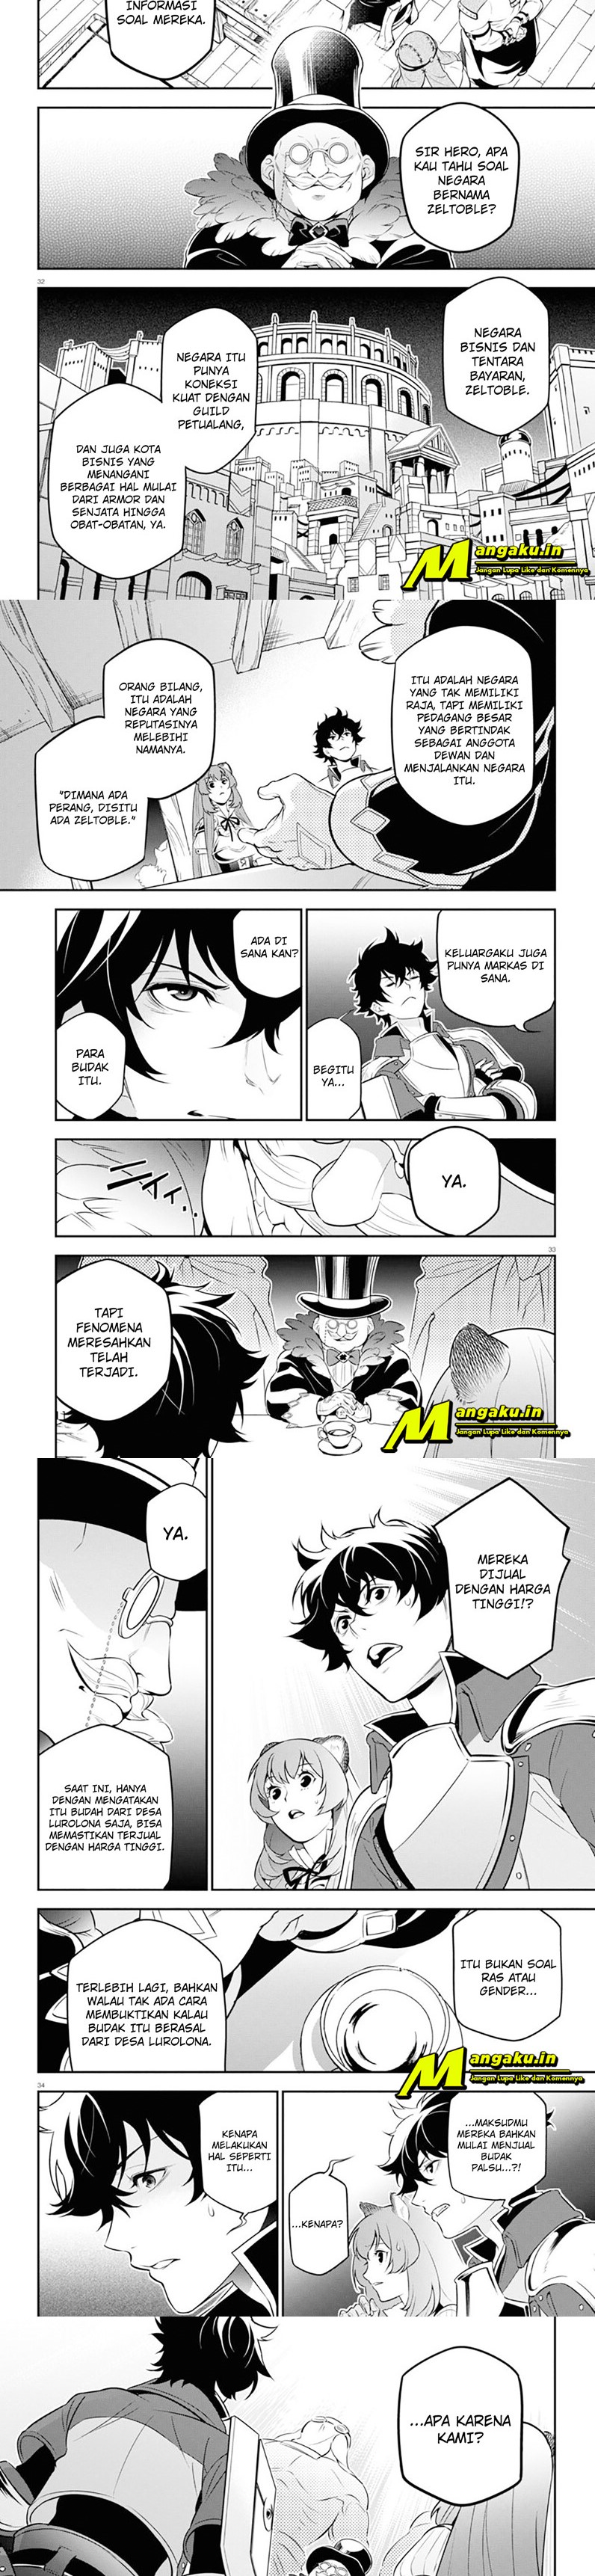 INFORMASI
SOAL MEREKA.
SIR HERO, APA
KAU TAHU SOAL
NEGARA
BERNAMA
ZELTOBLE?
32
NEGARA
BISNIS DAN
TENTARA
BAYARAN,
ZELTOBLE.
NEGARA ITU
PUNYA
KONEKSI
KUAT DENGAN
GUILD
PETUALANG,
DAN JUGA KOTA
BISNIS YANG
MENANGANI
BERBAGAI HAL MULAI
DARI ARMOR DAN
SENJATA HINGGA
OBAT-OBATAN, YA.
Mangaku.in
Jangan Lupa Like dan Komennya
ITU ADALAH NEGARA
YANG TAK MEMILIKI
RAJA, TAPI MEMILIKI
PEDAGANG BESAR
YANG BERTINDAK
SEBAGAI ANGGOTA
DEWAN DAN
MENJALANKAN NEGARA
ITU.
ORANG BILANG,
ITU ADALAH
NEGARA YANG
REPUTASINYA
MELEBIHI
NAMANYA.
"DIMANA ADA
PERANG, DISITU
ADA ZELTOBLE."
KELUARGAKU JUGA
PUNYA MARKAS DI
SANA.
BEGITU
YA...
ADA DI
SANA KAN?
PARA
BUDAK
ITU.
YA.
33
TAPI
FENOMENA
MERESAHKAN
TELAH
TERJADI.
Mangaku.in
Jangan Lupa Like dan Komennya
MEREKA
DIJUAL
DENGAN HARGA
TINGGI!?
YA.
SAAT INI, HANYA
DENGAN MENGATAKAN
ITU BUDAH DARI DESA
LUROLONA SAJA, BISA
MEMASTIKAN TERJUAL
DENGAN HARGA TINGGI.
ITU BUKAN SOAL
RAS ATAU
GENDER...
TERLEBIH LAGI, BAHKAN
WALAU TAK ADA CARA
MEMBUKTIKAN KALAU
BUDAK ITU BERASAL
DARI DESA LUROLONA.
Mangaku.in
Jangan Lupa Like dan Komennya
34
...MAKSUDMU
MEREKA BAHKAN
MULAI MENJUAL
BUDAK
PALSU...?!
...KENAPA?
KENAPA
MELAKUKAN
HAL SEPERTI
ITU...
...APA KARENA
KAMI?